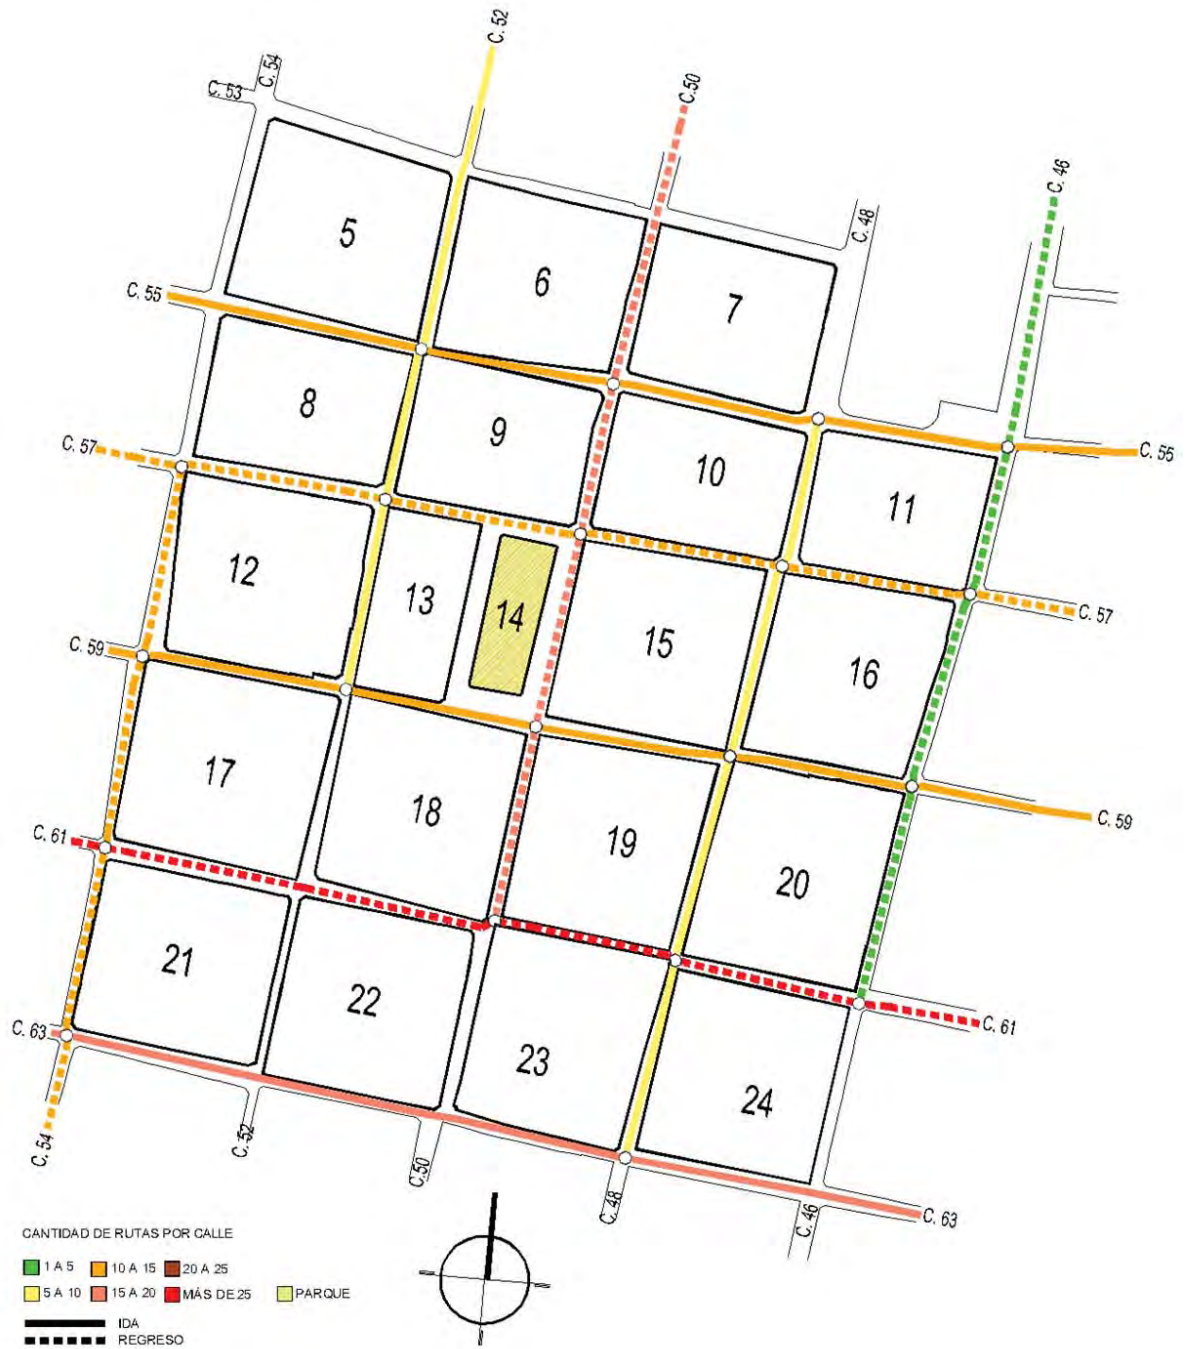 C. 52
C. 54
C. 53
C.50
C. 46
C. 48
5
6
7
C. 55
8
9
C. 57
10
C. 55
11
12
13
14
15
16
C. 57
C. 59
17
18
19
20
C. 59
C. 61
21
22
23
24
C. 61
C. 63
C. 54
C. 52
C.50
C. 48
C. 46
C. 63
CANTIDAD DE RUTAS POR CALLE
1 A 5
10 A 15
20 A 25
5 A 10
15 A 20
MÁS DE 25
PARQUE
IDA
REGRESO